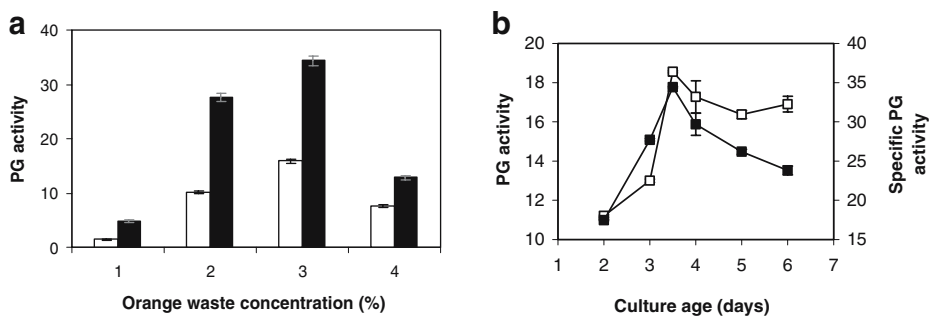 a
40
30
20
10
0
PG activity
1 2 3 4
Orange waste concentration (%)
b
20
18
16
14
12
10
PG activity
40
35
30
25
20
15
Specific PG
activity
1 2 3 4 5 6 7
Culture age (days)